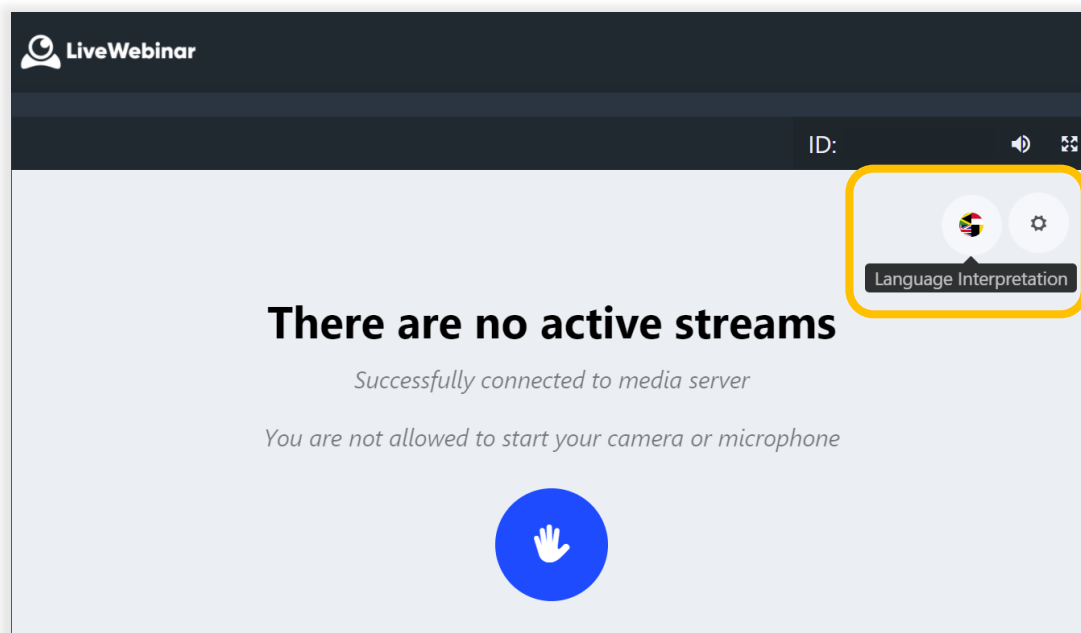 LiveWebinar
ID:
Language Interpretation
There are no active streams
Successfully connected to media server
You are not allowed to start your camera or microphone